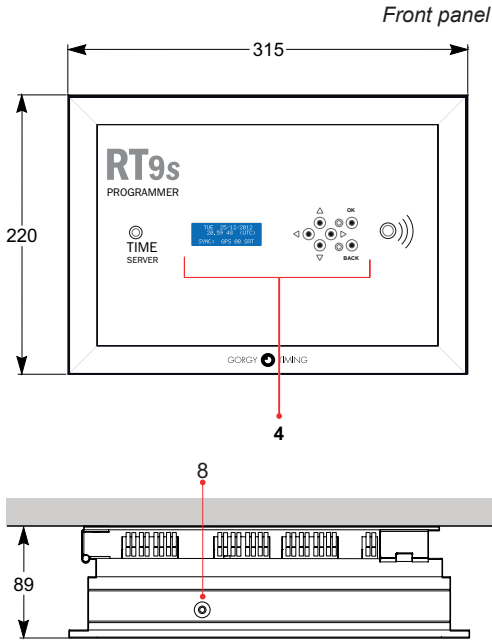 Front panel
315
220
RT9s
PROGRAMMER
TIME
SERVER
TUE 25/12/2012
20.59 48 (UTC)
SYNC: GPS 08 SAT
OK
BACK
GORGY TIMING
4
8
89